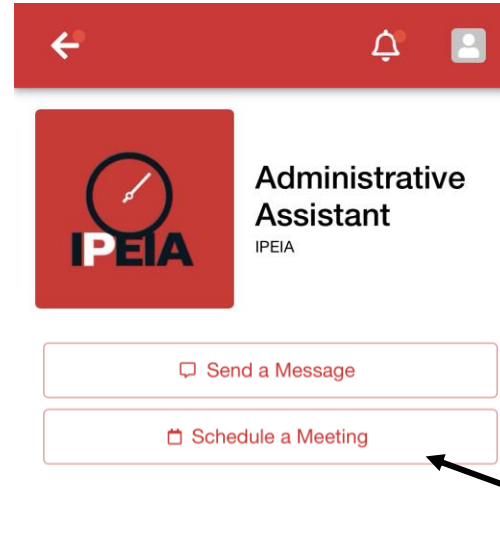 IPEIA
Administrative
Assistant
IPEIA
Send a Message
Schedule a Meeting